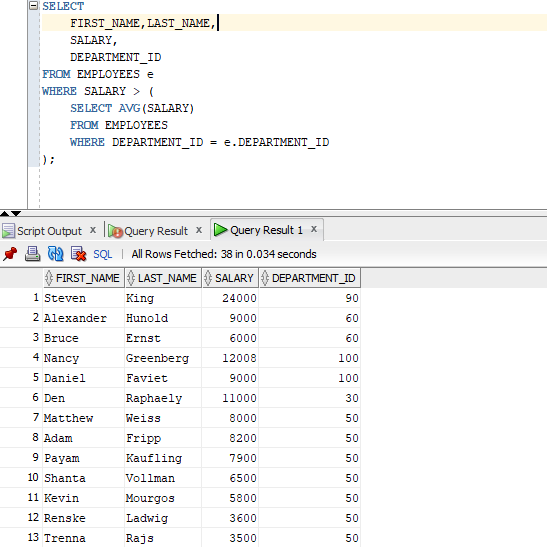 SELECT
FIRST_NAME,LAST_NAME,
SALARY,
DEPARTMENT_ID
FROM EMPLOYEES e
WHERE SALARY > (
SELECT AVG(SALARY)
FROM EMPLOYEES
WHERE DEPARTMENT_ID = e.DEPARTMENT_ID
);
Script Output x Query Result x Query Result 1 x
SQL | All Rows Fetched: 38 in 0.034 seconds
FIRST_NAME LAST_NAME SALARY DEPARTMENT_ID
1 Steven King 24000 90
2 Alexander Hunold 9000 60
3 Bruce Ernst 6000 60
4 Nancy Greenberg 12008 100
5 Daniel Faviet 9000 100
6 Den Raphaely 11000 30
7 Matthew Weiss 8000 50
8 Adam Fripp 8200 50
9 Payam Kaufling 7900 50
10 Shanta Vollman 6500 50
11 Kevin Mourgos 5800 50
12 Renske Ladwig 3600 50
13 Trenna Rajs 3500 50